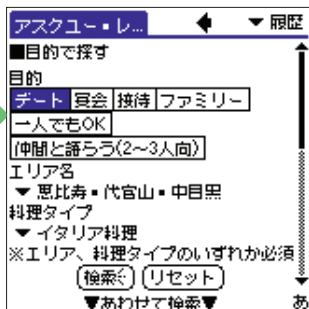 アスクユー・レ... ▼ 履歴
■目的で探す
目的
デート 宴会 接待 ファミリー
一人でもOK
仲間と語らう(2～3人向)
エリア名
▼ 恵比寿・代官山・中目黒
料理タイプ
▼ イタリア料理
※エリア、料理タイプのいずれか必須
検索 リセット
▼あわせて検索▼ あ